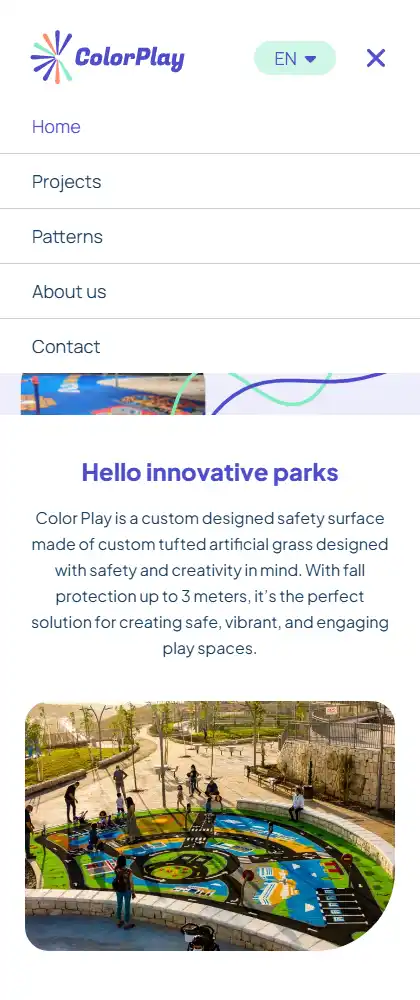 ColorPlay
EN
Home
Projects
Patterns
About us
Contact
Hello innovative parks
Color Play is a custom designed safety surface
made of custom tufted artificial grass designed
with safety and creativity in mind. With fall
protection up to 3 meters, it's the perfect
solution for creating safe, vibrant, and engaging
play spaces.